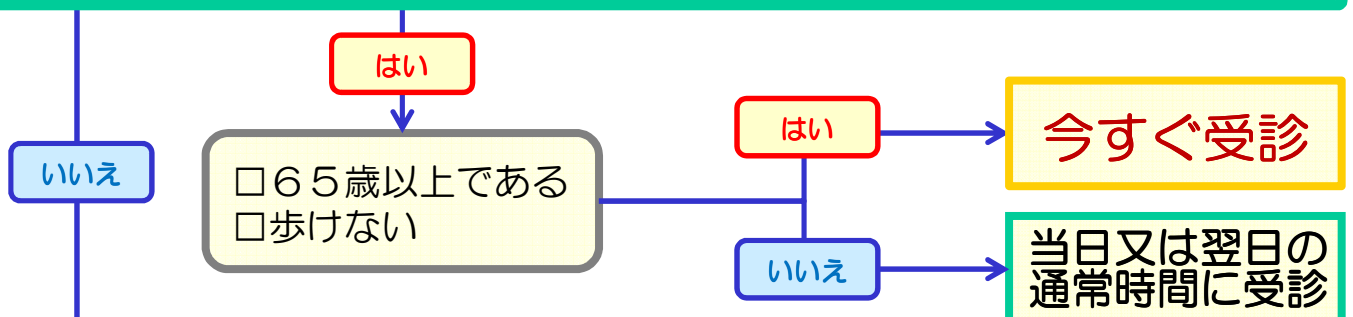 はい
いいえ
□６５歳以上である
□歩けない
はい
今すぐ受診
いいえ
当日又は翌日の
通常時間に受診